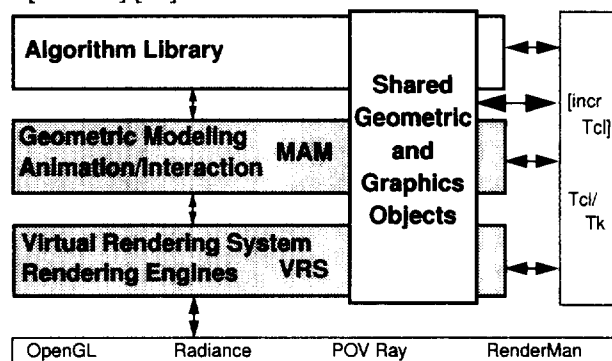 Algorithm Library
Shared
Geometric
and
Graphics
Objects
[incr
Tcl]
Geometric Modeling
Animation/Interaction MAM
Tcl/
Tk
Virtual Rendering System
Rendering Engines VRS
OpenGL Radiance POV Ray RenderMan